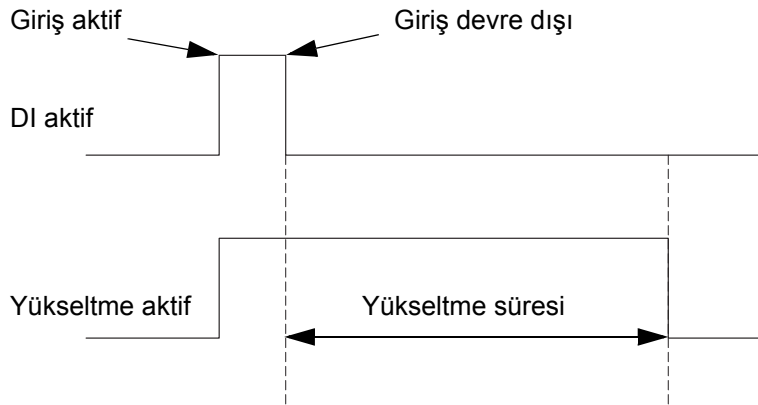 Giriş aktif
Giriş devre dışı
DI aktif
Yükseltme aktif
Yükseltme süresi